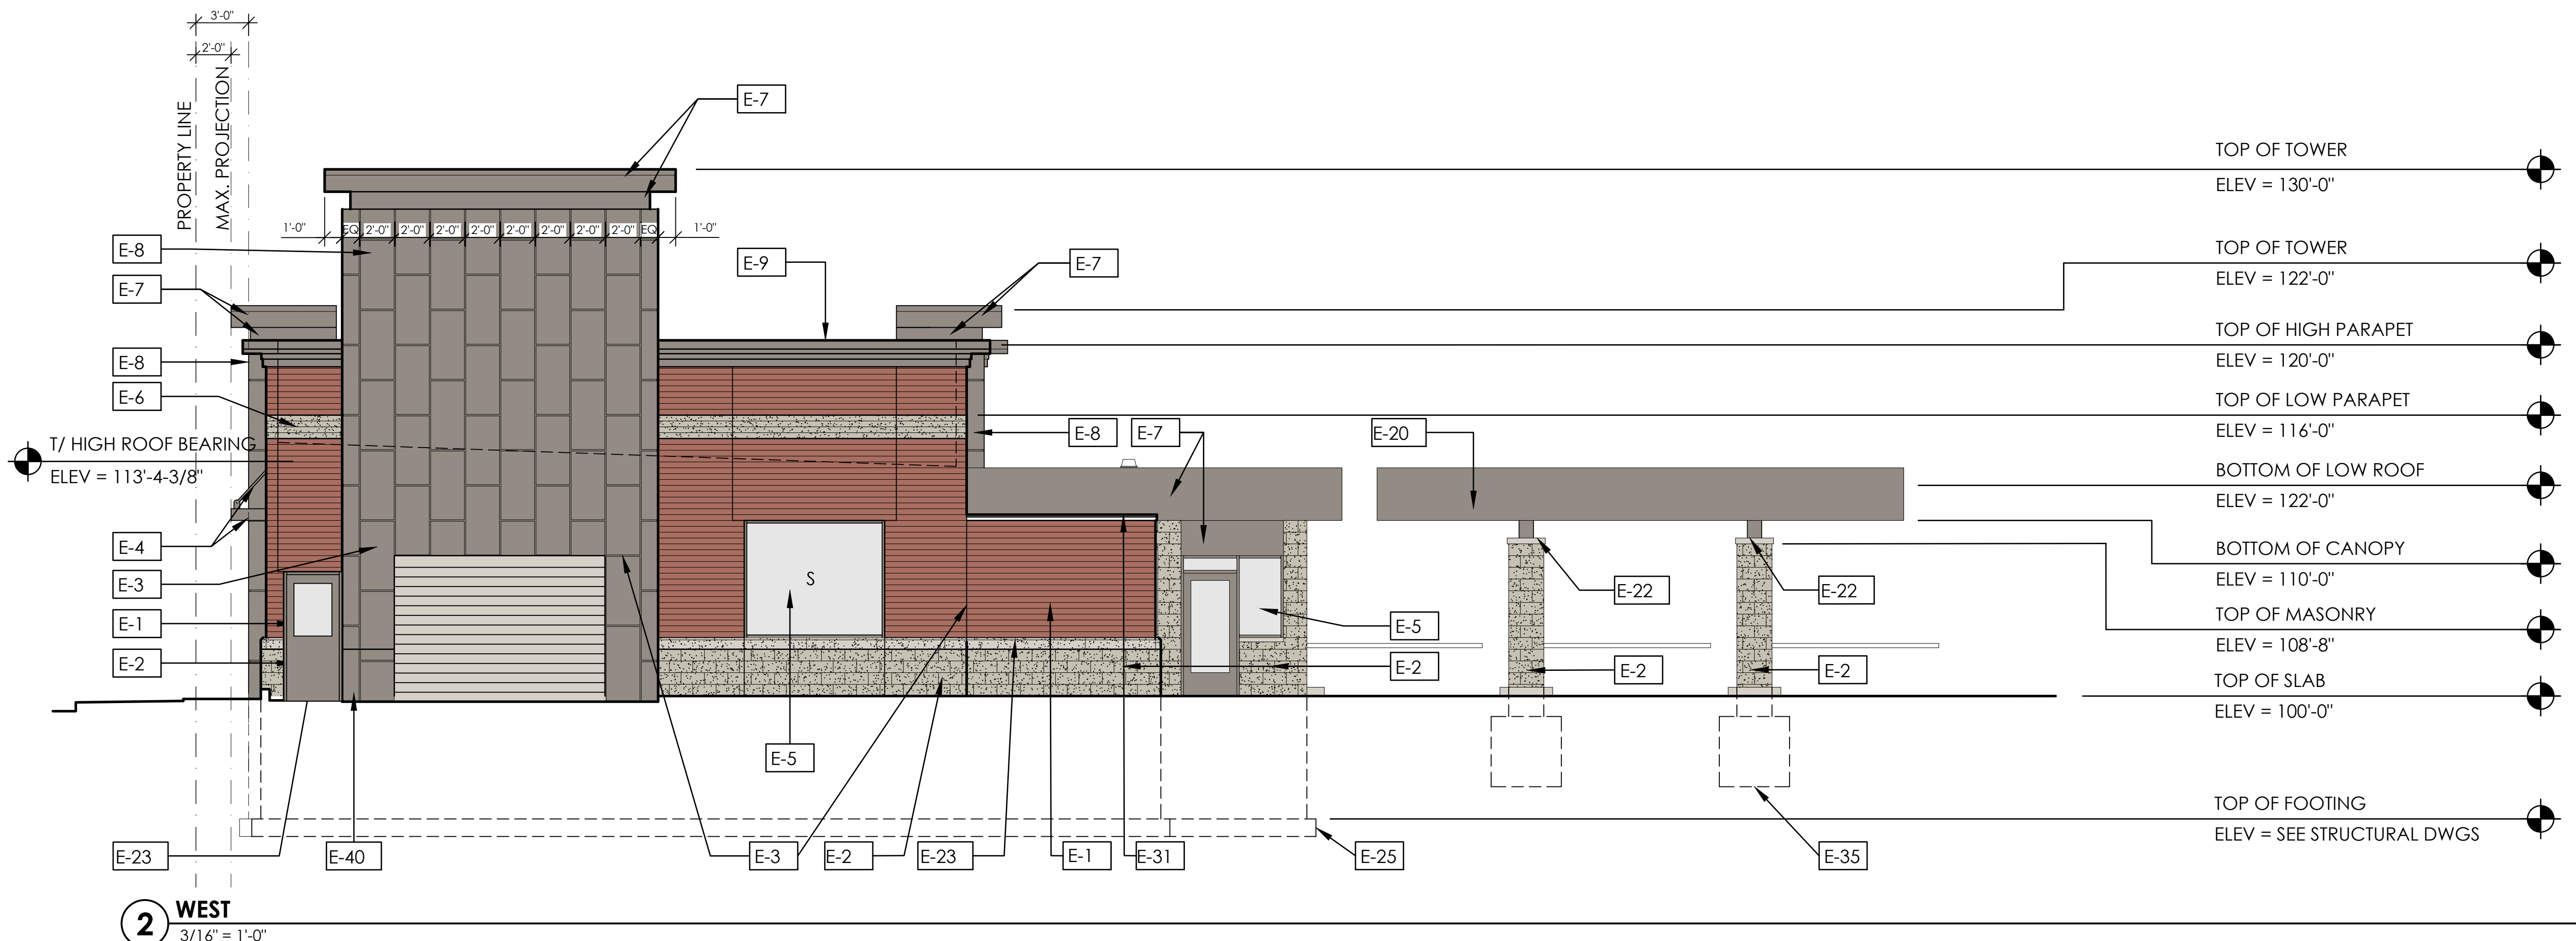 3'-0"
2'-0"
PROPERTY LINE
MAX. PROJECTION
E-7
TOP OF TOWER
ELEV = 130'-0"
1'-0"
EQ
2'-0"
2'-0"
2'-0"
2'-0"
2'-0"
2'-0"
2'-0"
2'-0"
EQ
1'-0"
E-8
E-9
E-7
TOP OF TOWER
ELEV = 122'-0"
E-7
TOP OF HIGH PARAPET
ELEV = 120'-0"
E-8
E-6
TOP OF LOW PARAPET
ELEV = 116'-0"
E-8
E-7
E-20
T/ HIGH ROOF BEARING
ELEV = 113'-4-3/8"
BOTTOM OF LOW ROOF
ELEV = 122'-0"
E-4
BOTTOM OF CANOPY
ELEV = 110'-0"
E-3
S
E-22
E-22
E-1
E-5
TOP OF MASONRY
ELEV = 108'-8"
E-2
E-2
E-2
E-2
TOP OF SLAB
ELEV = 100'-0"
E-5
TOP OF FOOTING
ELEV = SEE STRUCTURAL DWGS
E-23
E-40
E-3
E-2
E-23
E-1
E-31
E-25
E-35
2
WEST
3/16" = 1'-0"